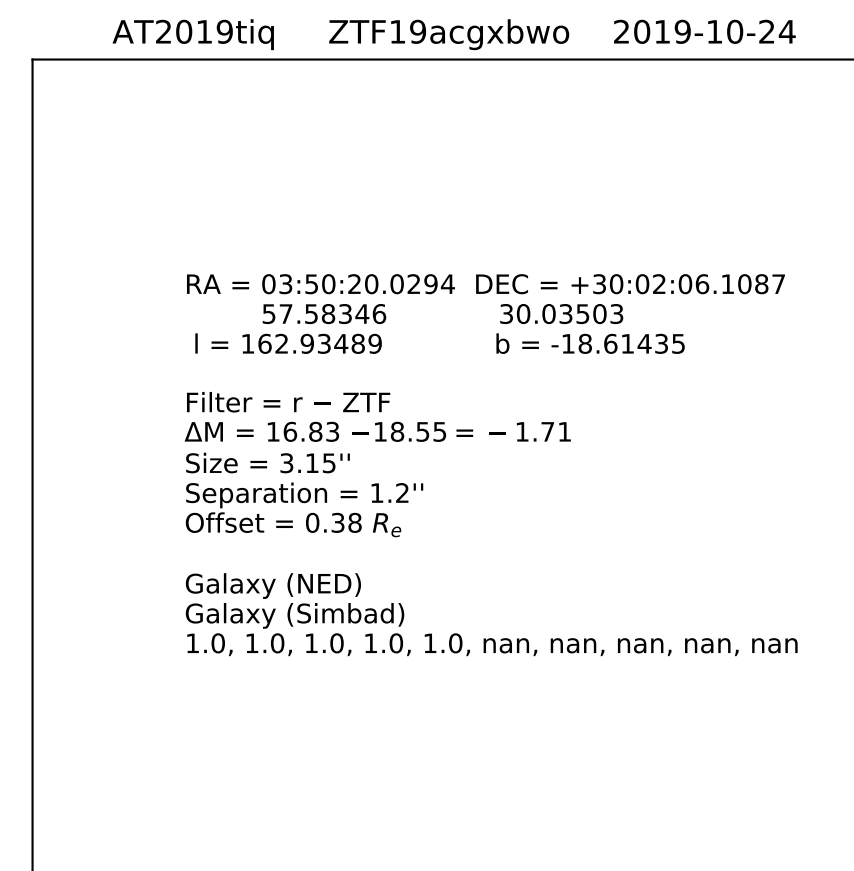 AT2019tiq ZTF19acgxbwo 2019-10-24
RA = 03:50:20.0294 DEC = +30:02:06.1087
57.58346 30.03503
l = 162.93489 b = -18.61435
Filter = r − ZTF
ΔM = 16.83 −18.55 = − 1.71
Size = 3.15''
Separation = 1.2''
Offset = 0.38 Re
Galaxy (NED)
Galaxy (Simbad)
1.0, 1.0, 1.0, 1.0, 1.0, nan, nan, nan, nan, nan